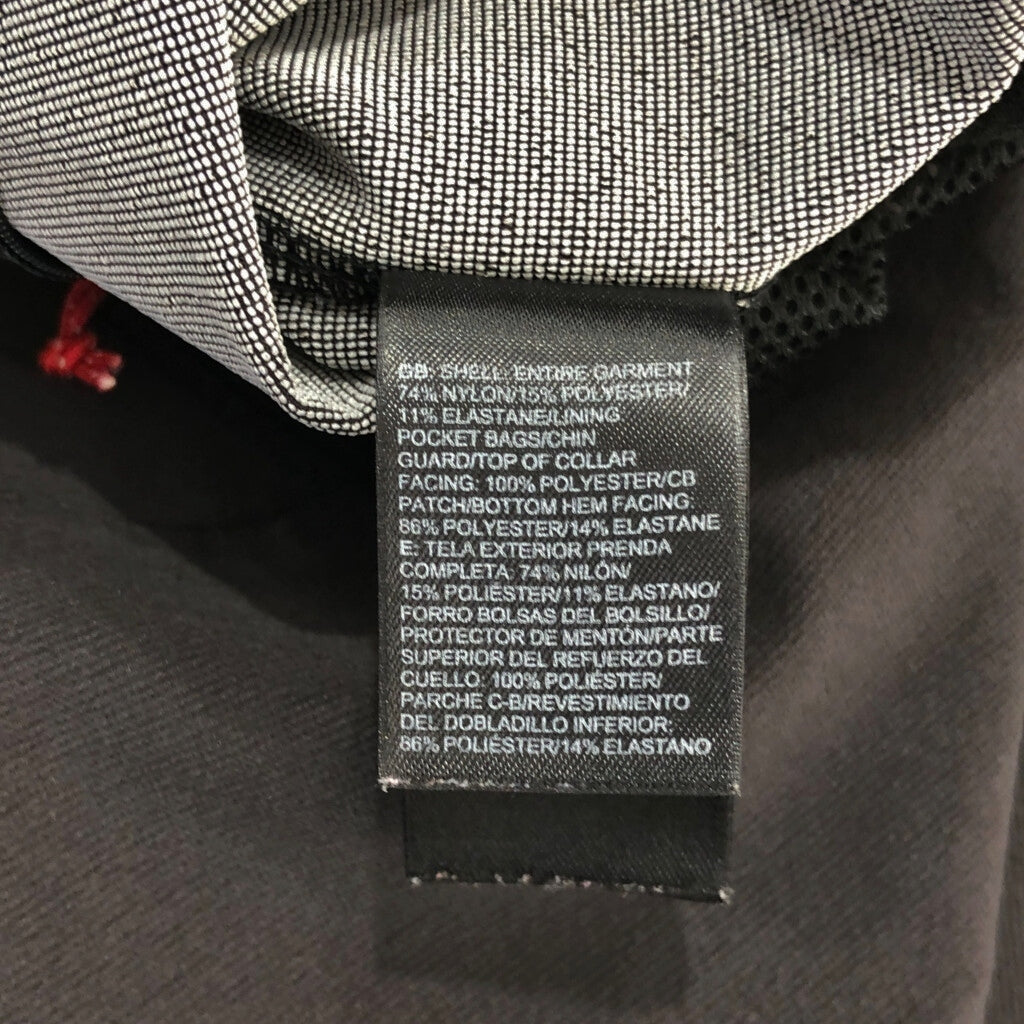 GB: SHELL: ENTIRE GARMENT
74% NYLON/15% POLYESTER/
11% ELASTANE/LINING
POCKET BAGS/CHIN
GUARD/TOP OF COLLAR
FACING: 100% POLYESTER/CB
PATCH/BOTTOM HEM FACING:
86% POLYESTER/14% ELASTANE
E: TELA EXTERIOR PRENDA
COMPLETA: 74% NILÓN/
15% POLIÉSTER/11% ELASTANO/
FORRO BOLSAS DEL BOLSILLO/
PROTECTOR DE MENTÓN/PARTE
SUPERIOR DEL REFUERZO DEL
CUELLO: 100% POLIÉSTER/
PARCHE C-B/REVESTIMIENTO
DEL DOBLADILLO INFERIOR:
86% POLIÉSTER/14% ELASTANO